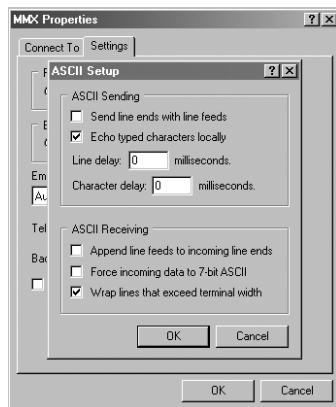 MMX Properties
Connect To Settings
ASCII Setup
ASCII Sending
Send line ends with line feeds
Echo typed characters locally
Line delay: 0 milliseconds.
Character delay: 0 milliseconds.
Em
Au
Tel
Bac
ASCII Receiving
Append line feeds to incoming line ends
Force incoming data to 7-bit ASCII
Wrap lines that exceed terminal width
OK Cancel
OK Cancel